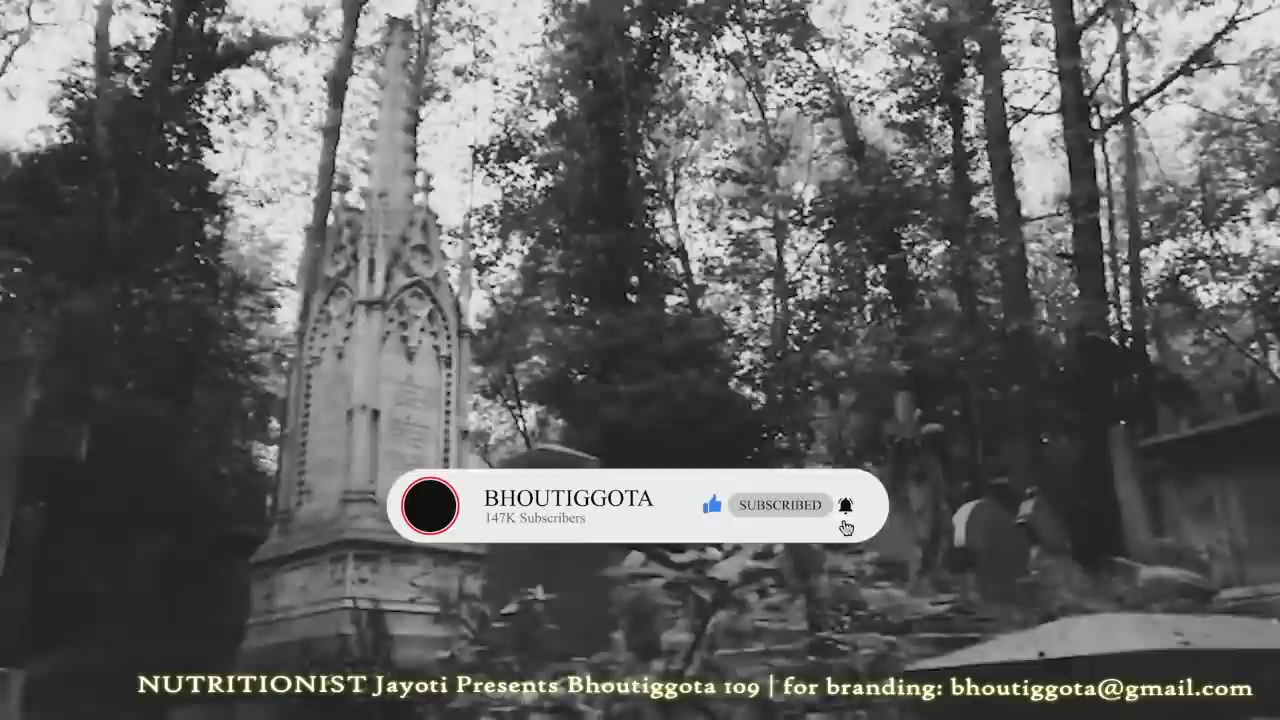 BHOUTIGGOTA
147K Subscribers
SUBSCRIBED
NUTRITIONIST Jayoti Presents Bhoutiggota 109 | for branding: bhoutiggota@gmail.com